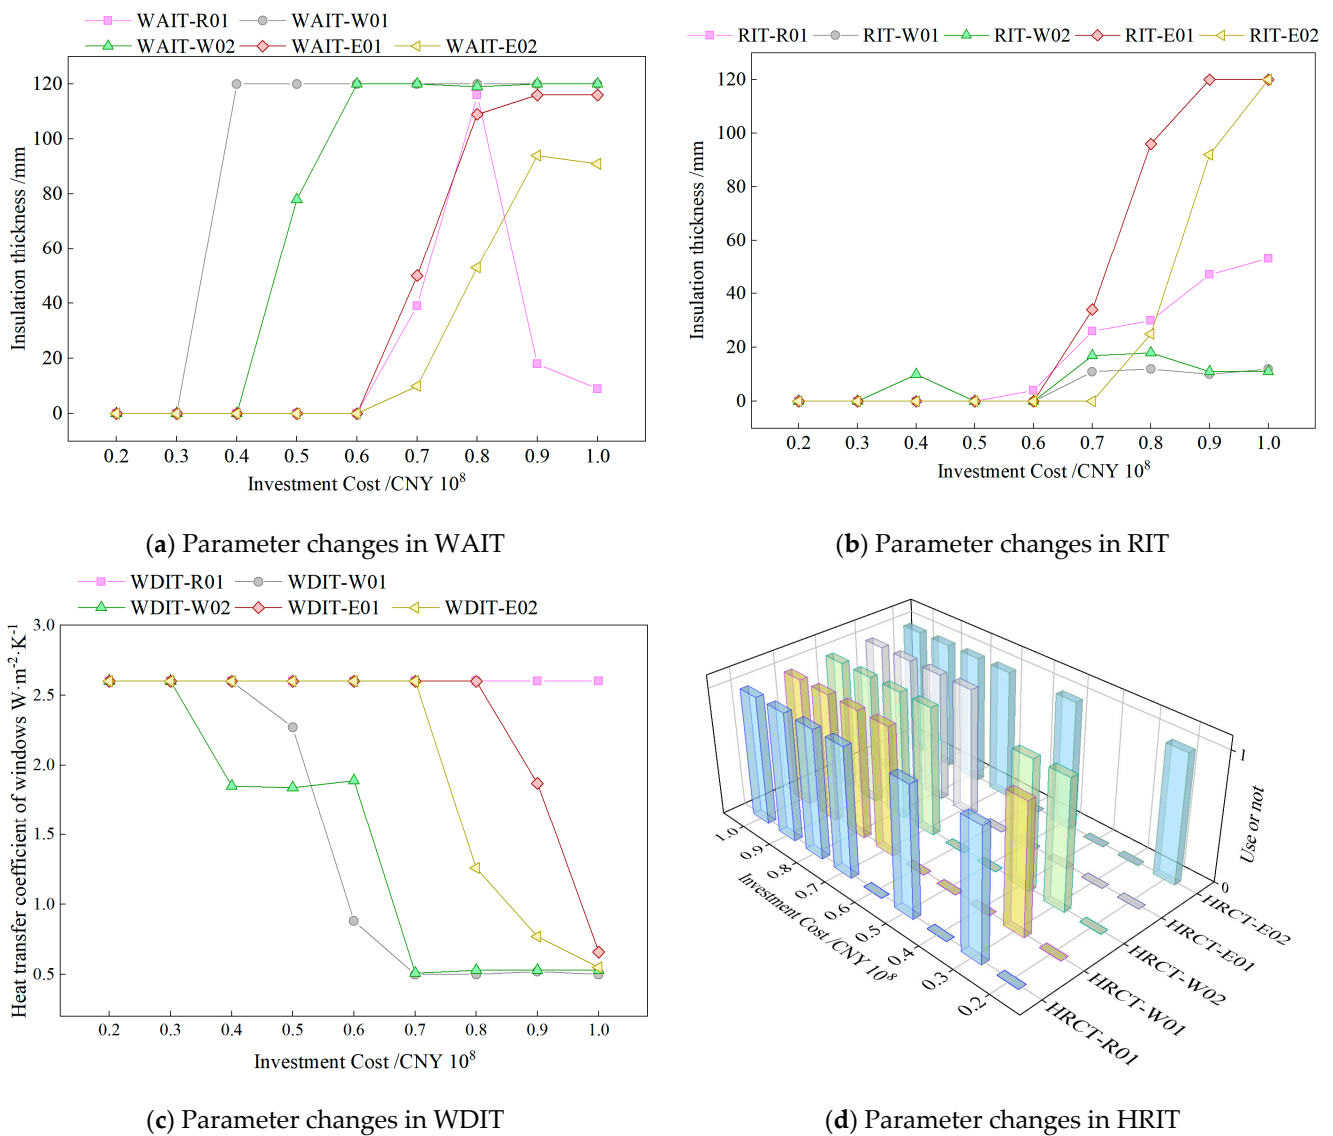 WAIT-R01 WAIT-W01
WAIT-W02 WAIT-E01 WAIT-E02
120
100
80
60
40
20
0
Insulation thickness /mm
0.2 0.3 0.4 0.5 0.6 0.7 0.8 0.9 1.0
Investment Cost /CNY 10⁸
(a) Parameter changes in WAIT
RIT-R01 RIT-W01 RIT-W02 RIT-E01 RIT-E02
120
100
80
60
40
20
0
Insulation thickness /mm
0.2 0.3 0.4 0.5 0.6 0.7 0.8 0.9 1.0
Investment Cost /CNY 10⁸
(b) Parameter changes in RIT
WDIT-R01 WDIT-W01
WDIT-W02 WDIT-E01 WDIT-E02
3.0
2.5
2.0
1.5
1.0
0.5
Heat transfer coefficient of windows W·m⁻²·K⁻¹
0.2 0.3 0.4 0.5 0.6 0.7 0.8 0.9 1.0
Investment Cost /CNY 10⁸
(c) Parameter changes in WDIT
1
0
Use or not
1.0 0.9 0.8 0.7 0.6 0.5 0.4 0.3 0.2
Investment Cost /CNY 10⁸
HRCT-E02
HRCT-E01
HRCT-W02
HRCT-W01
HRCT-R01
(d) Parameter changes in HRIT